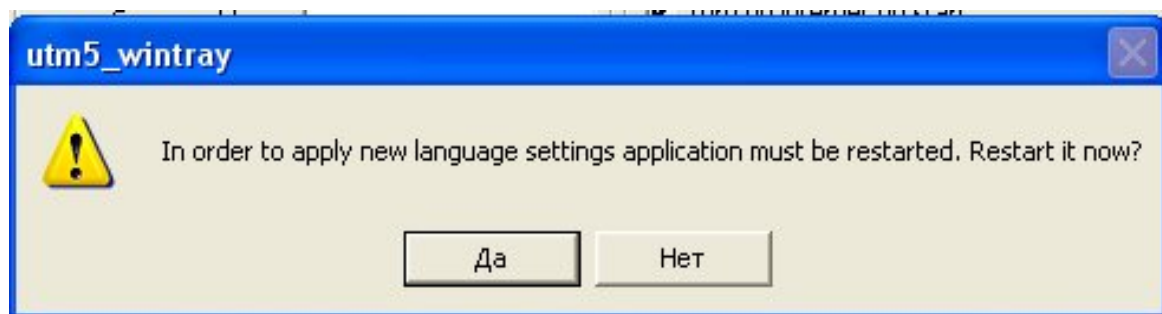 utm5_wintray
In order to apply new language settings application must be restarted. Restart it now?
Да
Нет